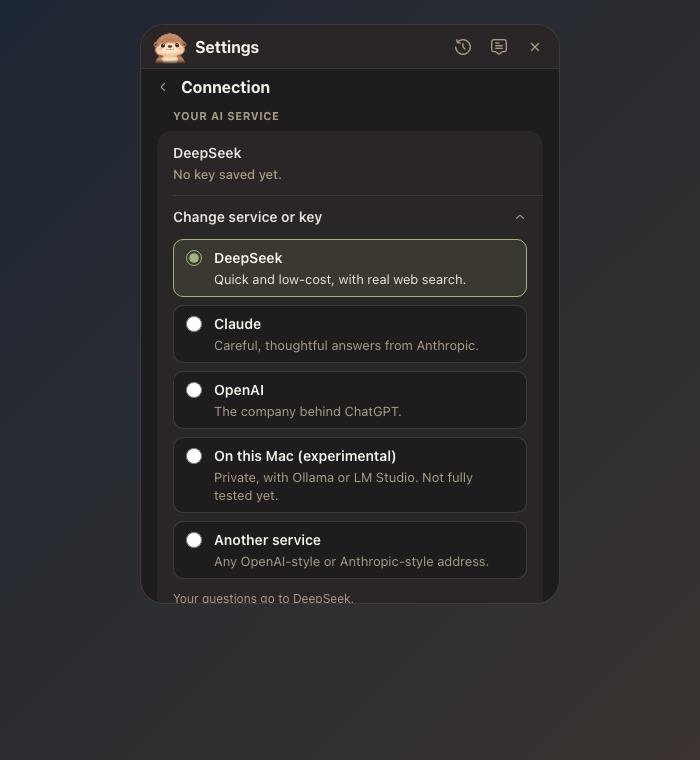 Settings
Connection
YOUR AI SERVICE
DeepSeek
No key saved yet.
Change service or key
DeepSeek
Quick and low-cost, with real web search.
Claude
Careful, thoughtful answers from Anthropic.
OpenAI
The company behind ChatGPT.
On this Mac (experimental)
Private, with Ollama or LM Studio. Not fully
tested yet.
Another service
Any OpenAI-style or Anthropic-style address.
Your questions go to DeepSeek.